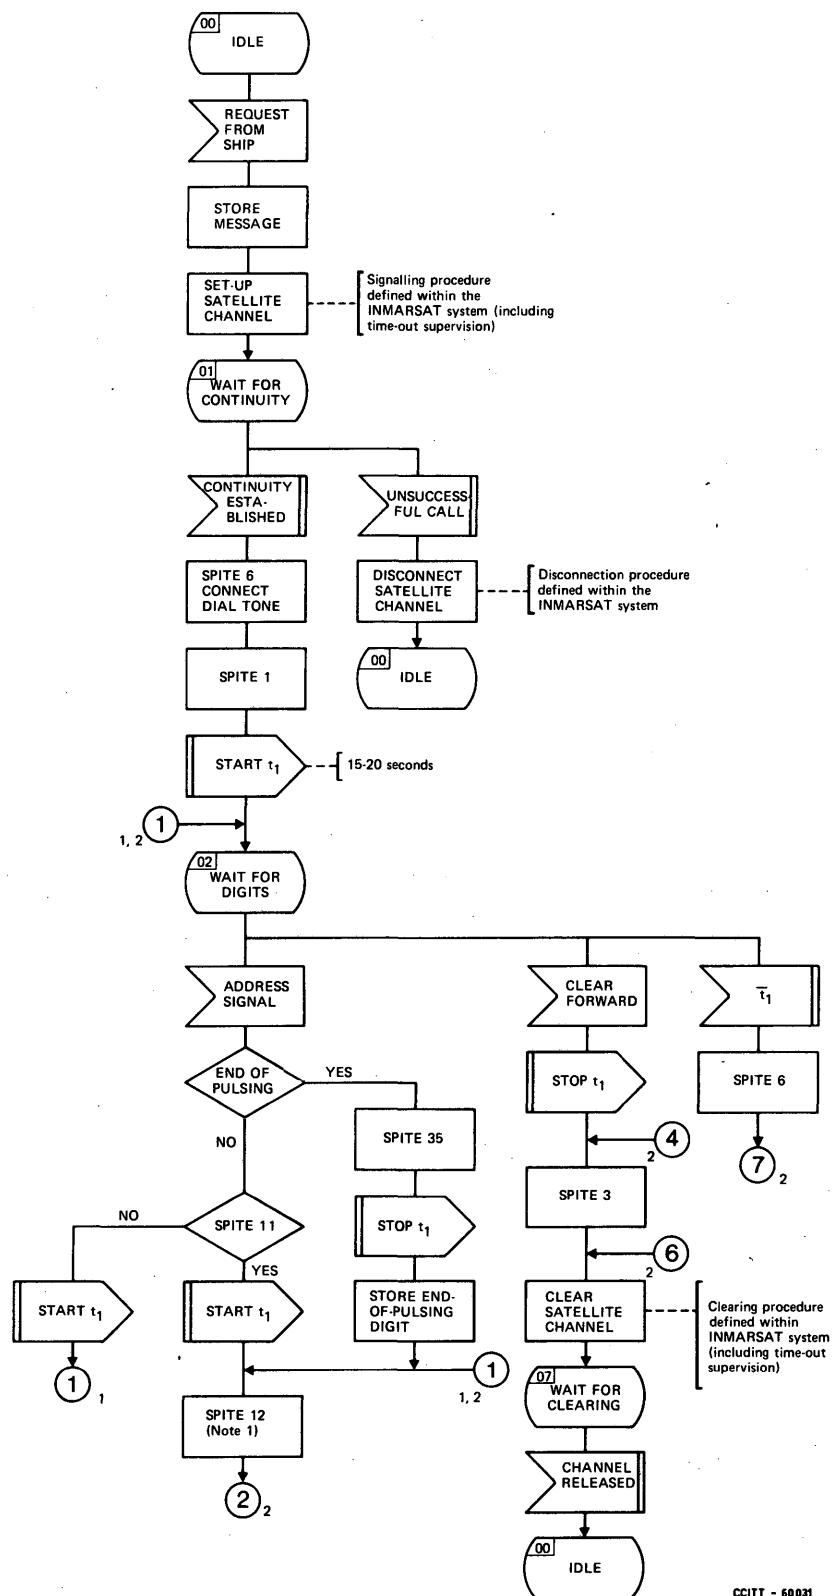 00
IDLE
REQUEST
FROM
SHIP
STORE
MESSAGE
SET-UP
SATELLITE
CHANNEL
Signalling procedure
defined within the
INMARSAT system (including
time-out supervision)
01
WAIT FOR
CONTINUITY
CONTINUITY
ESTA-
BLISHED
UNSUCCESS-
FUL CALL
SPITE 6
CONNECT
DIAL TONE
DISCONNECT
SATELLITE
CHANNEL
Disconnection procedure
defined within the
INMARSAT system
SPITE 1
00
IDLE
START t1
15-20 seconds
1
1, 2
02
WAIT FOR
DIGITS
ADDRESS
SIGNAL
CLEAR
FORWARD
t̅1
END OF
PULSING
YES
NO
STOP t1
SPITE 6
SPITE 35
4
2
7
2
SPITE 3
NO
SPITE 11
YES
STOP t1
6
2
START t1
START t1
STORE END-
OF-PULSING
DIGIT
CLEAR
SATELLITE
CHANNEL
Clearing procedure
defined within
INMARSAT system
(including time-out
supervision)
1
1
1
1, 2
07
WAIT FOR
CLEARING
SPITE 12
(Note 1)
CHANNEL
RELEASED
2
2
00
IDLE
CCITT - 60031